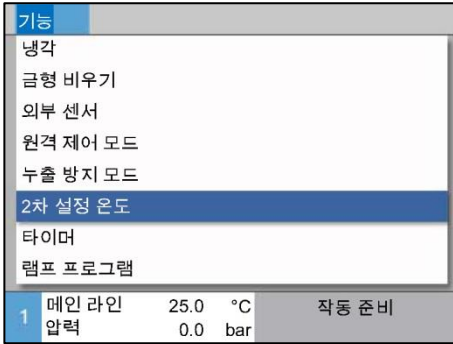 기능
냉각
금형 비우기
외부 센서
원격 제어 모드
누출 방지 모드
2차 설정 온도
타이머
램프 프로그램
1 메인 라인 25.0 °C 작동 준비
압력 0.0 bar